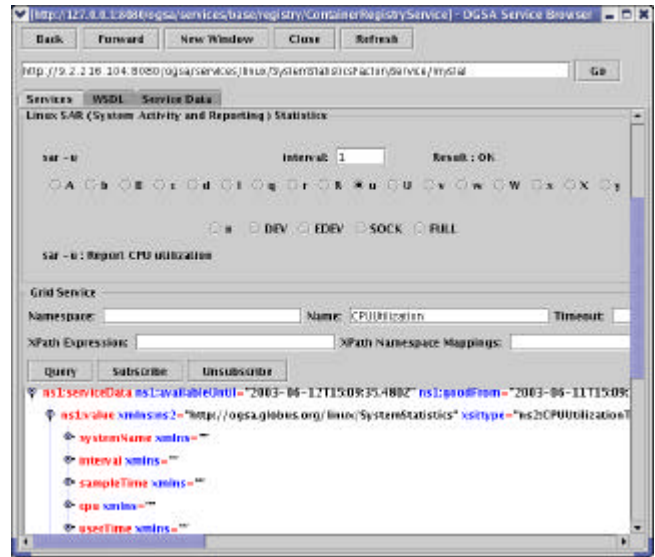 [http://127.0.0.1:8080/ogsa/services/base/registry/ContainerRegistryService] - OGSA Service Browser
Back Forward New Window Close Refresh
http://9.2.216.104:8080/ogsa/services/linux/SystemStatisticsFactoryService/mystat Go
Services WSDL Service Data
Linux SAR (System Activity and Reporting) Statistics
sar -u interval: 1 Result : OK
A b B c d I q r R u U v w W x X y
n DEV EDEV SOCK FULL
sar -u : Report CPU utilization
Grid Service
Namespace: Name: CPUUtilization Timeout:
XPath Expression: XPath Namespace Mappings:
Query Subscribe Unsubscribe
ns1:serviceData ns1:availableUntil="2003-06-12T15:09:35.480Z" ns1:goodFrom="2003-06-11T15:09:
ns1:value xmlns:ns2="http://ogsa.globus.org/linux/SystemStatistics" xsi:type="ns2:CPUUtilizationT
systemName xmlns=""
interval xmlns=""
sampleTime xmlns=""
cpu xmlns=""
userTime xmlns=""